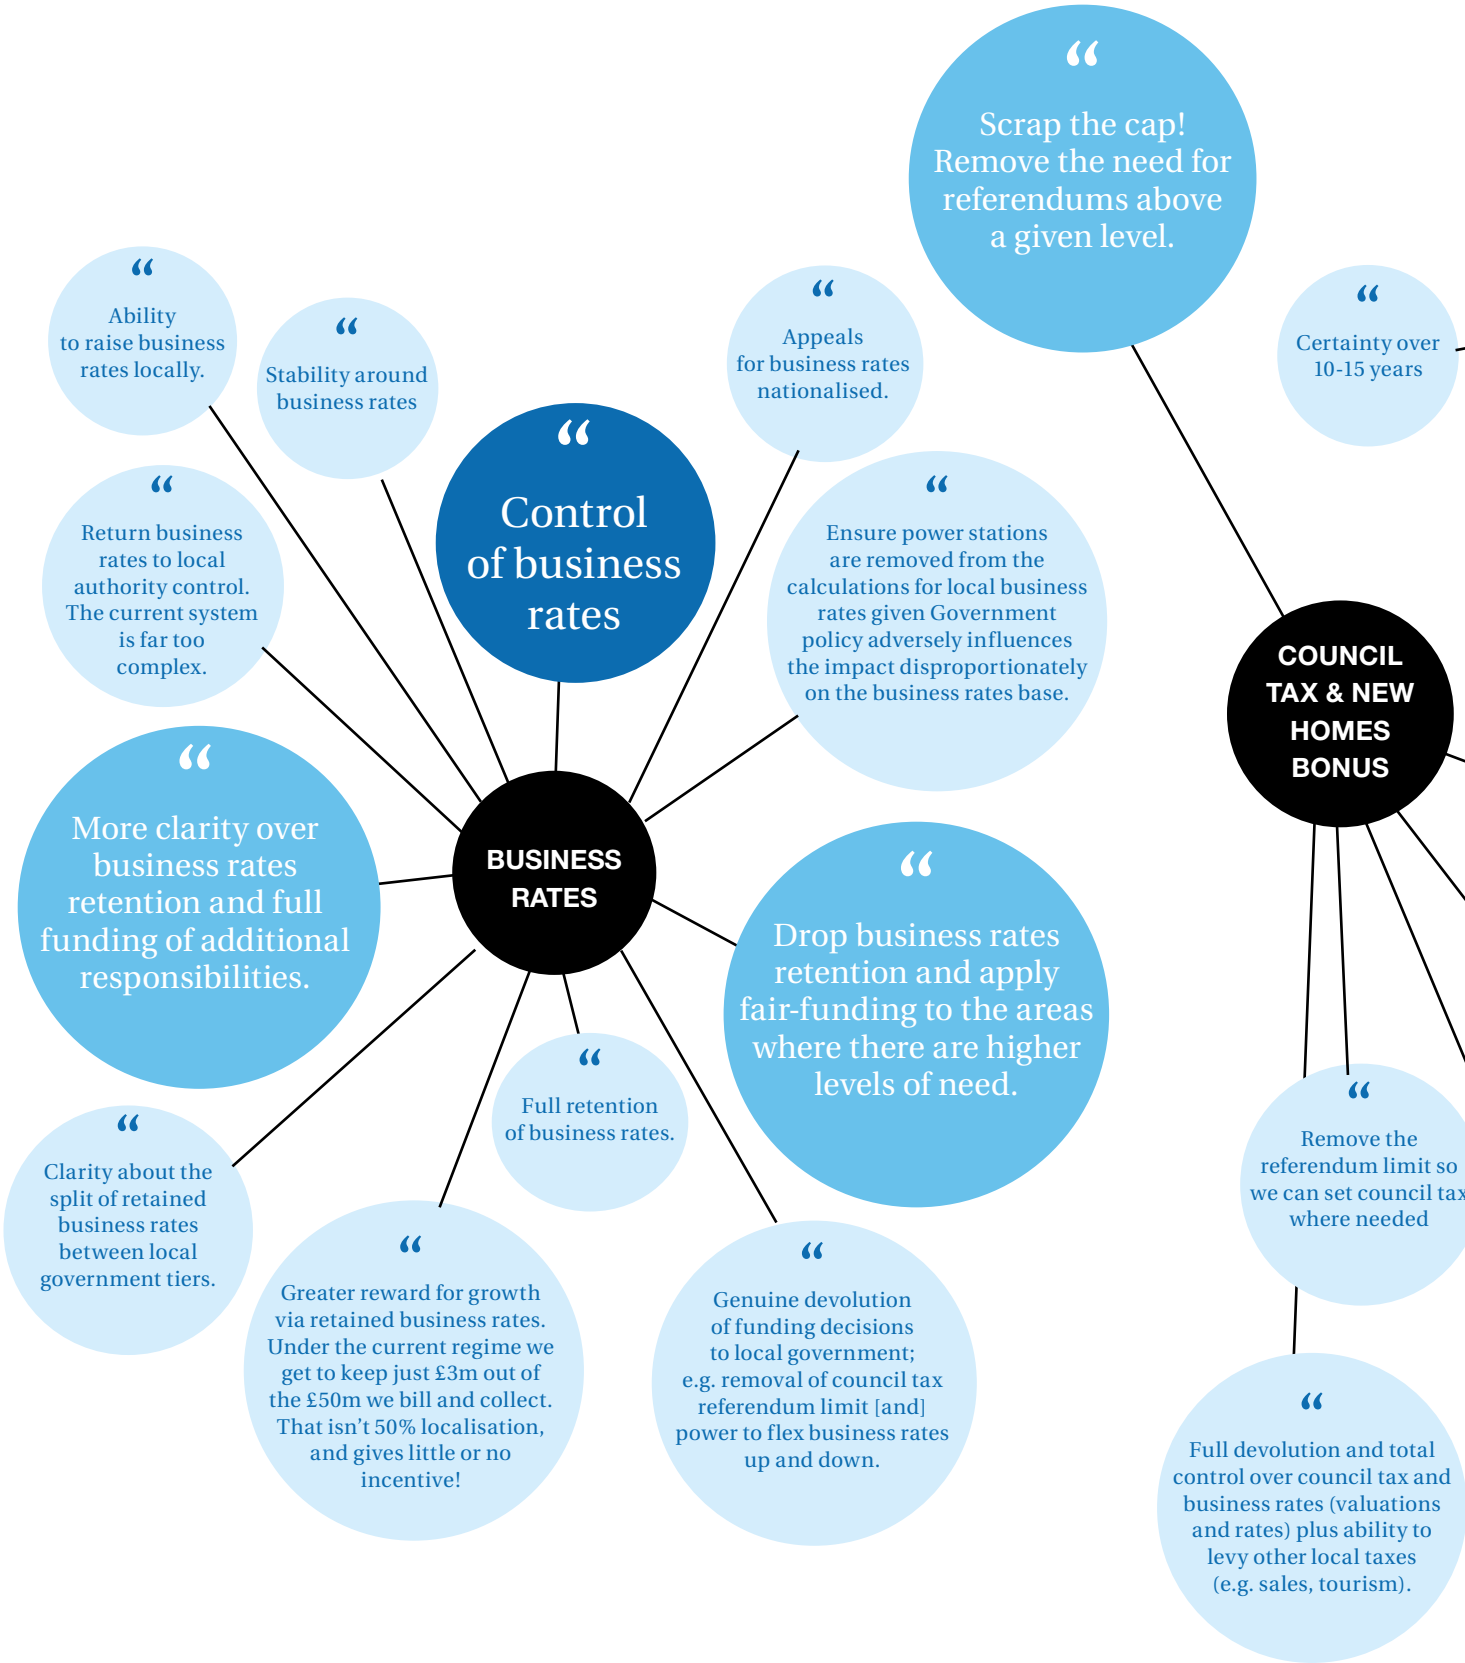 “
Scrap the cap!
Remove the need for
referendums above
a given level.
“
Ability
to raise business
rates locally.
“
Stability around
business rates
“
Appeals
for business rates
nationalised.
“
Certainty over
10-15 years
“
Control
of business
rates
“
Return business
rates to local
authority control.
The current system
is far too
complex.
“
Ensure power stations
are removed from the
calculations for local business
rates given Government
policy adversely influences
the impact disproportionately
on the business rates base.
COUNCIL
TAX & NEW
HOMES
BONUS
“
More clarity over
business rates
retention and full
funding of additional
responsibilities.
BUSINESS
RATES
“
Drop business rates
retention and apply
fair-funding to the areas
where there are higher
levels of need.
“
Full retention
of business rates.
“
Remove the
referendum limit so
we can set council tax
where needed
“
Clarity about the
split of retained
business rates
between local
government tiers.
“
Greater reward for growth
via retained business rates.
Under the current regime we
get to keep just £3m out of
the £50m we bill and collect.
That isn’t 50% localisation,
and gives little or no
incentive!
“
Genuine devolution
of funding decisions
to local government;
e.g. removal of council tax
referendum limit [and]
power to flex business rates
up and down.
“
Full devolution and total
control over council tax and
business rates (valuations
and rates) plus ability to
levy other local taxes
(e.g. sales, tourism).